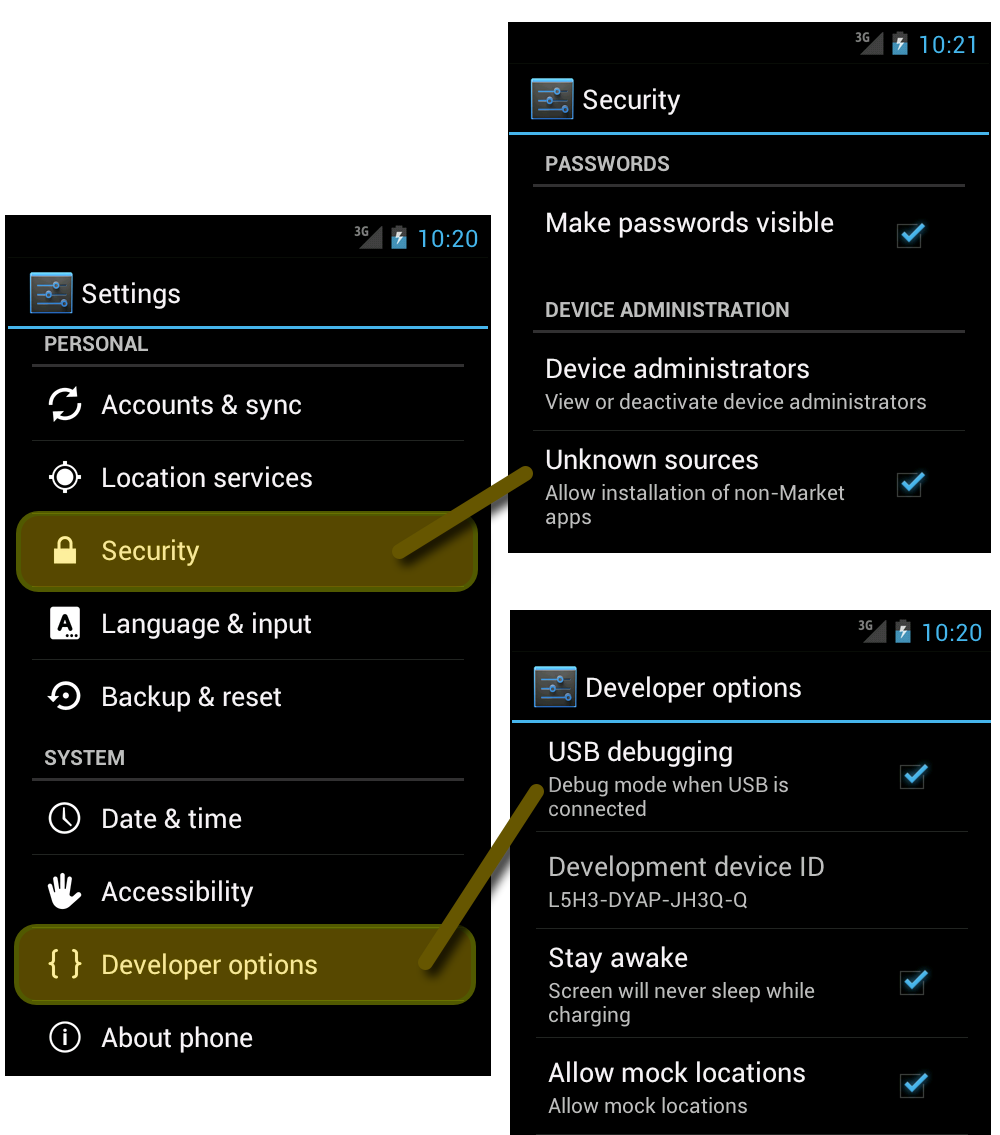 3G 10:20
Settings
PERSONAL
Accounts & sync
Location services
Security
Language & input
Backup & reset
SYSTEM
Date & time
Accessibility
{ } Developer options
About phone
3G 10:21
Security
PASSWORDS
Make passwords visible
DEVICE ADMINISTRATION
Device administrators
View or deactivate device administrators
Unknown sources
Allow installation of non-Market
apps
3G 10:20
Developer options
USB debugging
Debug mode when USB is
connected
Development device ID
L5H3-DYAP-JH3Q-Q
Stay awake
Screen will never sleep while
charging
Allow mock locations
Allow mock locations